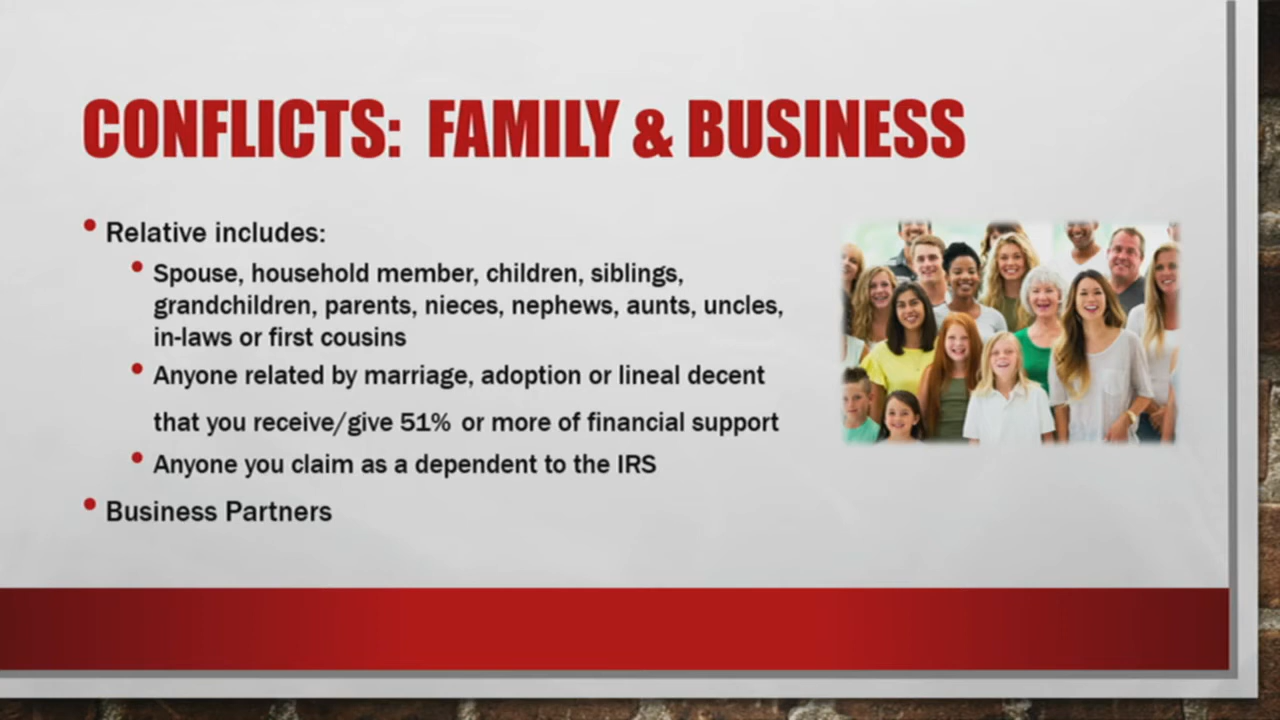 CONFLICTS: FAMILY & BUSINESS
Relative includes:
Spouse, household member, children, siblings,
grandchildren, parents, nieces, nephews, aunts, uncles,
in-laws or first cousins
Anyone related by marriage, adoption or lineal decent
that you receive/give 51% or more of financial support
Anyone you claim as a dependent to the IRS
Business Partners